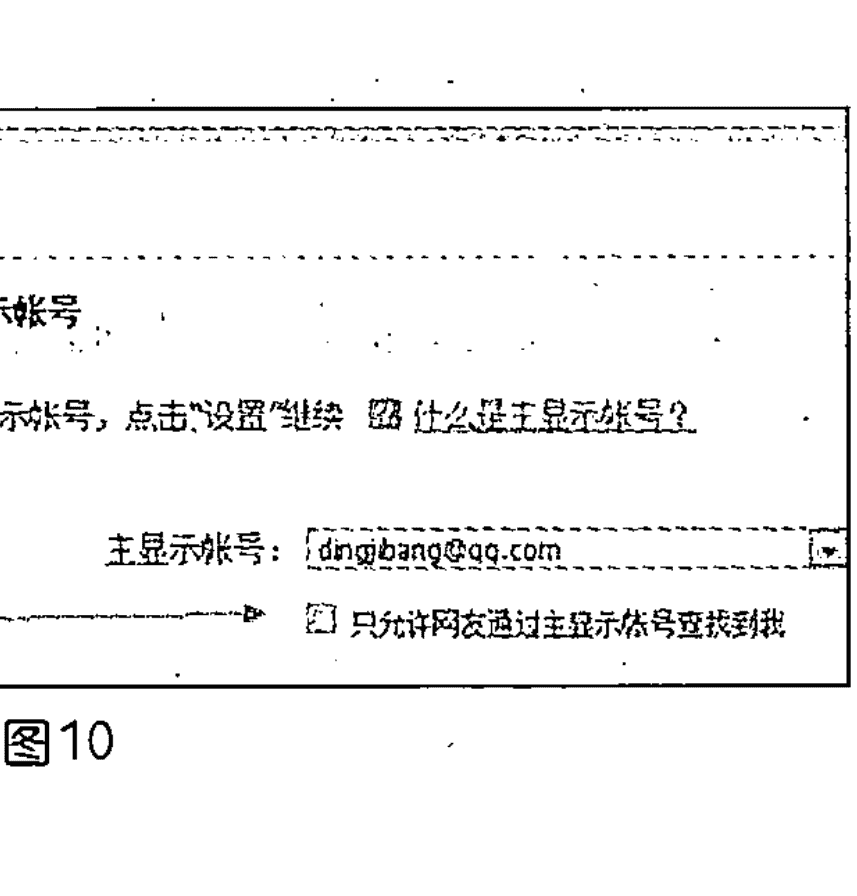 示帐号
示帐号，点击“设置”继续 什么是主显示帐号？
主显示帐号： dingjibang@qq.com
只允许网友通过主显示帐号查找到我
图10